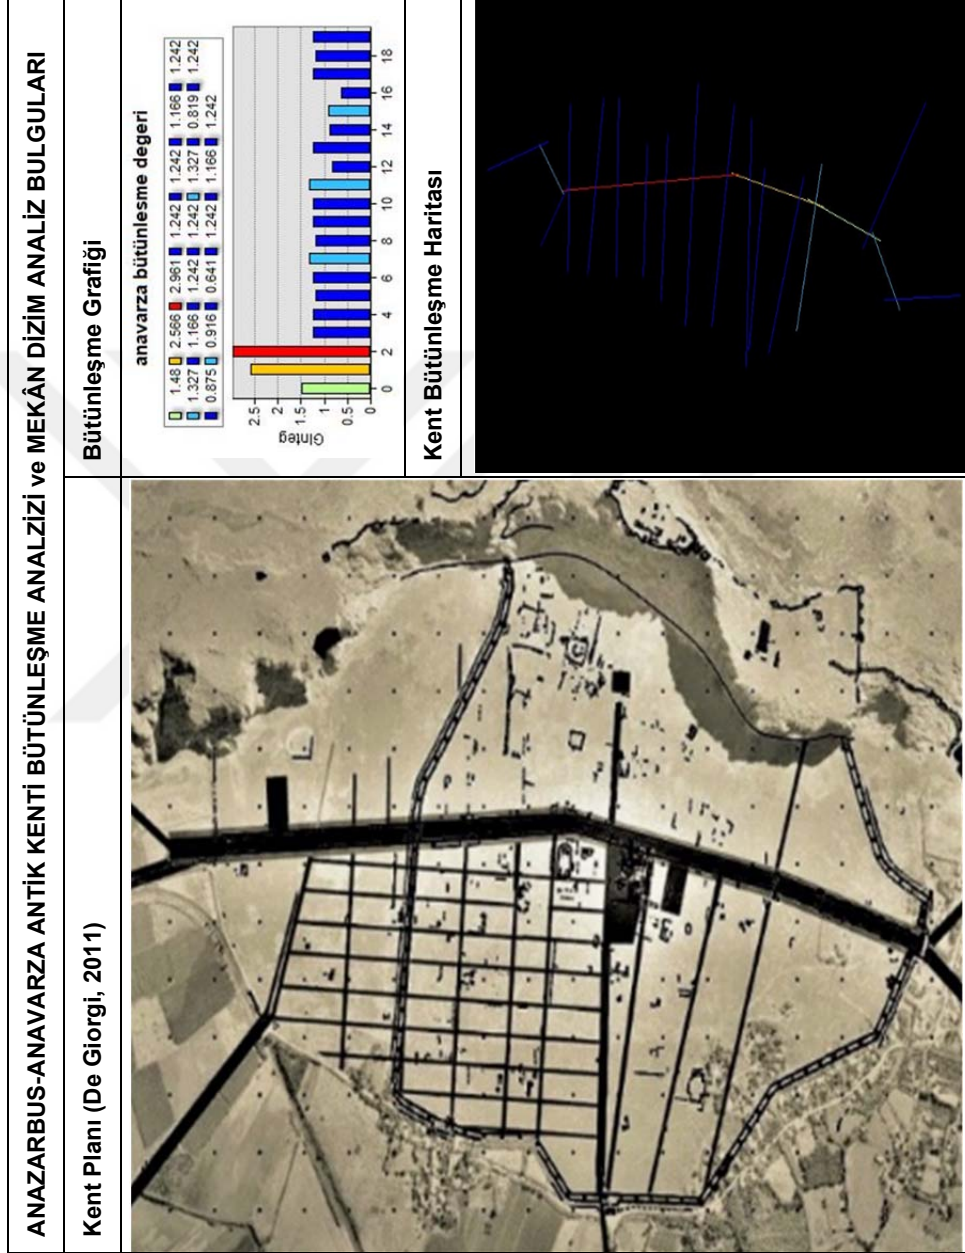 ANAZARBUS-ANAVARZA ANTİK KENTİ BÜTÜNLEŞME ANALZİZİ ve MEKÂN DİZİM ANALİZ BULGULARI
Kent Planı (De Giorgi, 2011)
Bütünleşme Grafiği
anavarza bütünlesme degeri
1.48 2.566 2.961 1.242 1.242 1.166 1.242
1.327 1.166 1.242 1.242 1.327 0.819 1.242
0.875 0.916 0.641 1.242 1.166 1.242
GInteg
2.5
2
1.5
1
0.5
0
0 2 4 6 8 10 12 14 16 18
Kent Bütünleşme Haritası